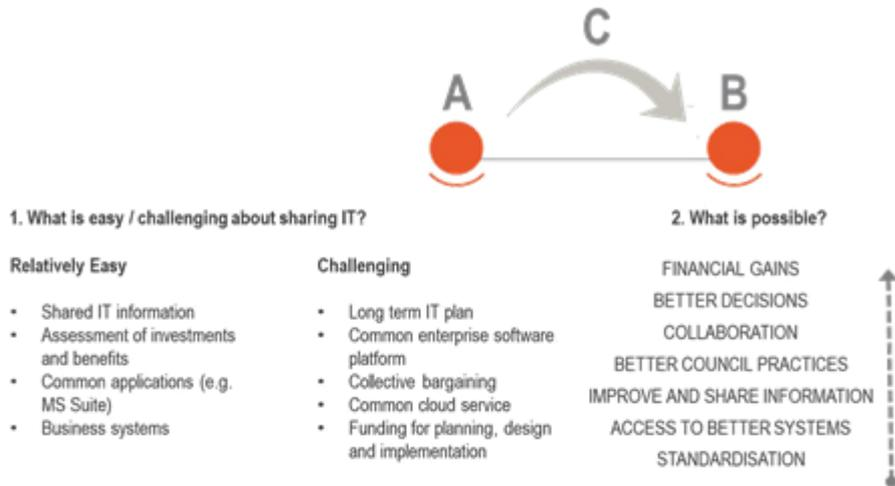 C
A
B
1. What is easy / challenging about sharing IT?
Relatively Easy
• Shared IT information
• Assessment of investments
and benefits
• Common applications (e.g.
MS Suite)
• Business systems
Challenging
• Long term IT plan
• Common enterprise software
platform
• Collective bargaining
• Common cloud service
• Funding for planning, design
and implementation
2. What is possible?
FINANCIAL GAINS
BETTER DECISIONS
COLLABORATION
BETTER COUNCIL PRACTICES
IMPROVE AND SHARE INFORMATION
ACCESS TO BETTER SYSTEMS
STANDARDISATION